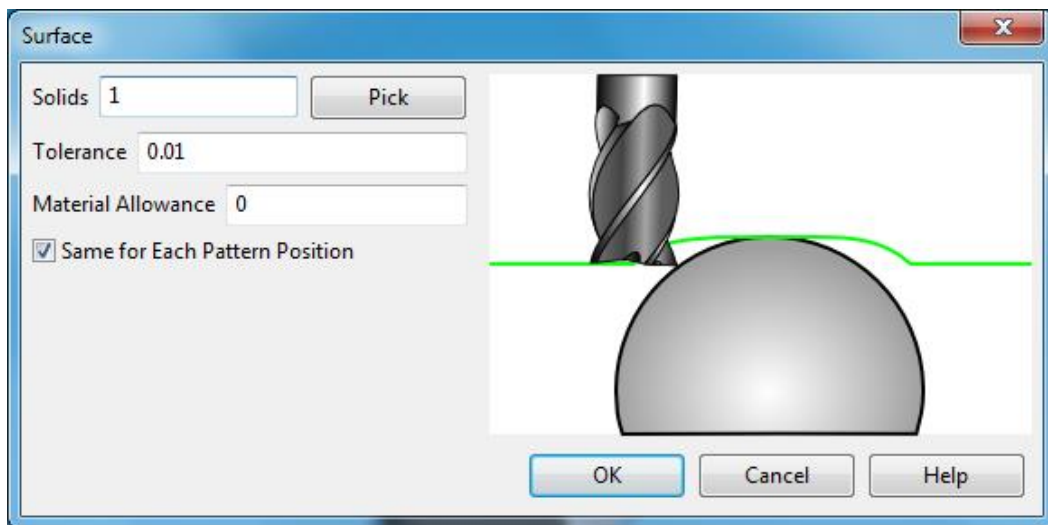 Surface
Solids 1 Pick
Tolerance 0.01
Material Allowance 0
Same for Each Pattern Position
OK Cancel Help